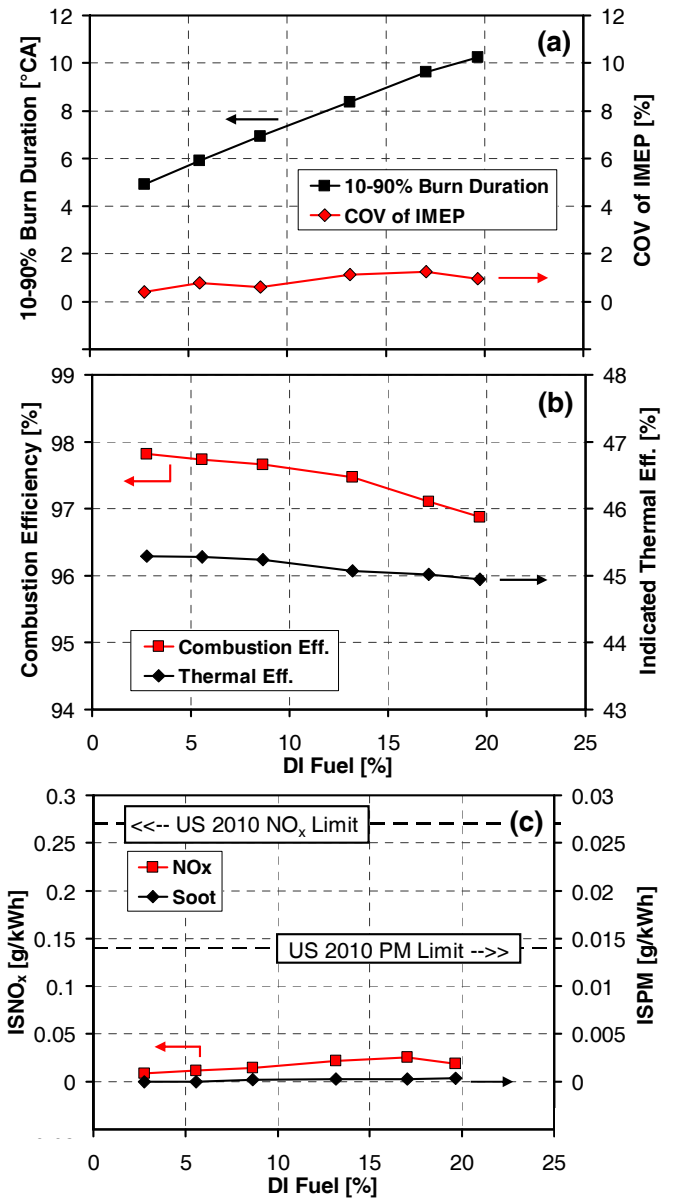 12
10
8
6
4
2
0
10-90% Burn Duration [°CA]
(a)
10-90% Burn Duration
COV of IMEP
12
10
8
6
4
2
0
COV of IMEP [%]
99
98
97
96
95
94
Combustion Efficiency [%]
(b)
Combustion Eff.
Thermal Eff.
48
47
46
45
44
43
Indicated Thermal Eff. [%]
0 5 10 15 20 25
DI Fuel [%]
0.3
0.25
0.2
0.15
0.1
0.05
0
ISNOx [g/kWh]
(c)
<<-- US 2010 NOx Limit
NOx
Soot
US 2010 PM Limit -->>
0.03
0.025
0.02
0.015
0.01
0.005
0
ISPM [g/kWh]
0 5 10 15 20 25
DI Fuel [%]